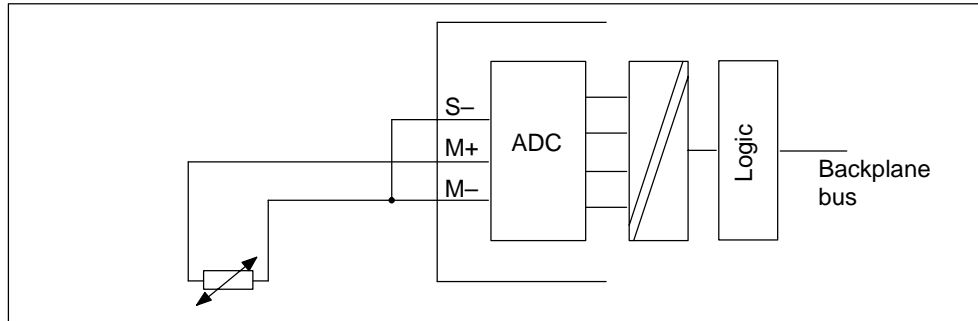 S–
M+
M–
ADC
Logic
Backplane
bus